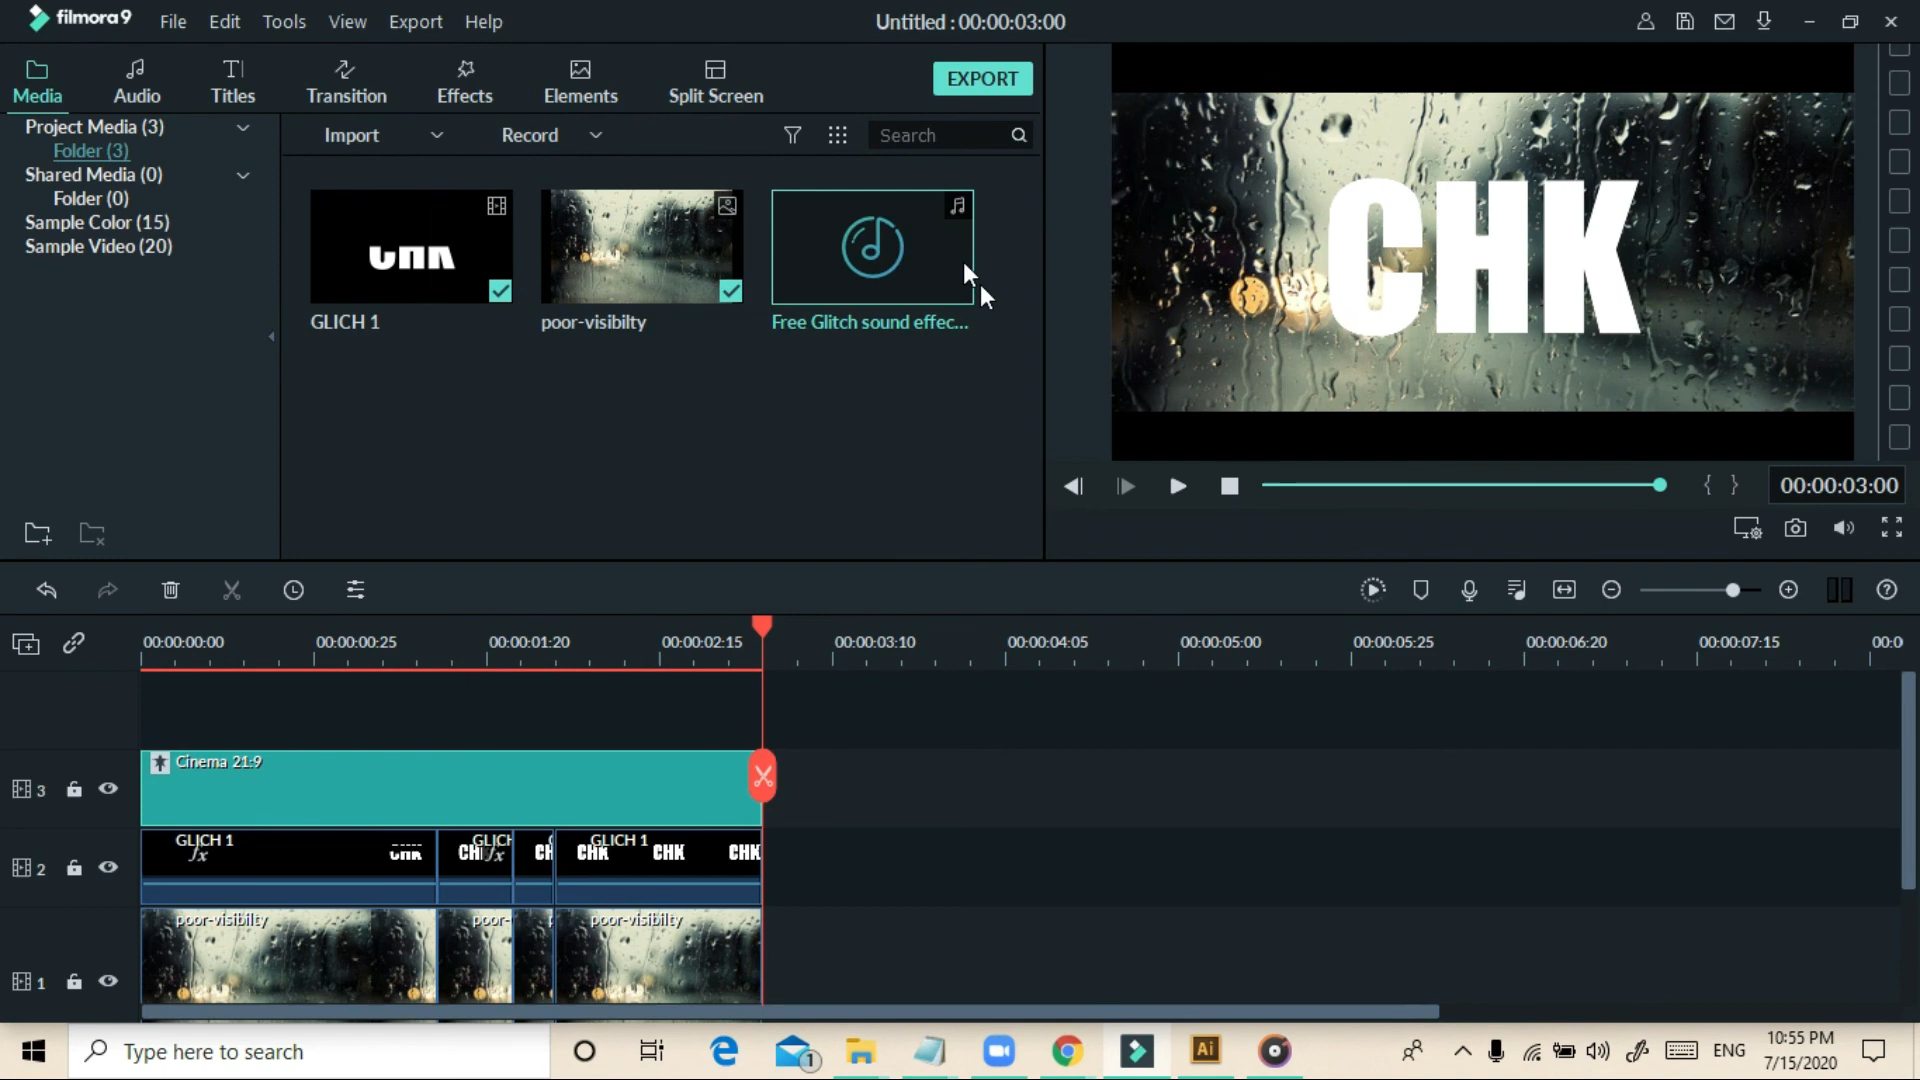 filmora9 File Edit Tools View Export Help Untitled : 00:00:03:00
Media Audio Titles Transition Effects Elements Split Screen EXPORT
Project Media (3)
Folder (3)
Shared Media (0)
Folder (0)
Sample Color (15)
Sample Video (20)
Import Record Search
GLICH 1 poor-visibilty Free Glitch sound effec...
CHK
00:00:03:00
00:00:00:00 00:00:00:25 00:00:01:20 00:00:02:15 00:00:03:10 00:00:04:05 00:00:05:00 00:00:05:25 00:00:06:20 00:00:07:15 00:0
3 Cinema 21:9
2 GLICH 1 GLICH GLICH 1
CHK CHK CHK
1 poor-visibilty poor- poor-visibilty
Type here to search 1 Ai ENG 10:55 PM
7/15/2020